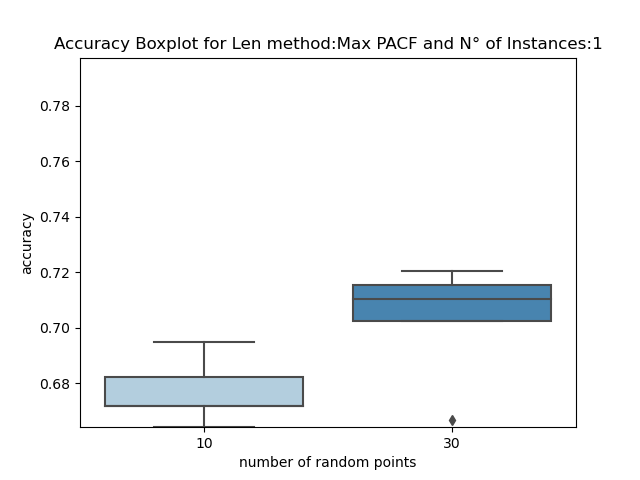 Accuracy Boxplot for Len method:Max PACF and N° of Instances:1
0.78
0.76
0.74
0.72
0.70
0.68
accuracy
10
30
number of random points